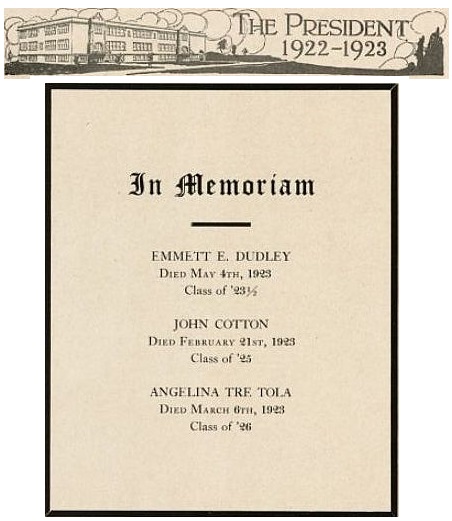 The President
1922-1923
In Memoriam
EMMETT E. DUDLEY
Died May 4th, 1923
Class of '23½
JOHN COTTON
Died February 21st, 1923
Class of '25
ANGELINA TRE TOLA
Died March 6th, 1923
Class of '26